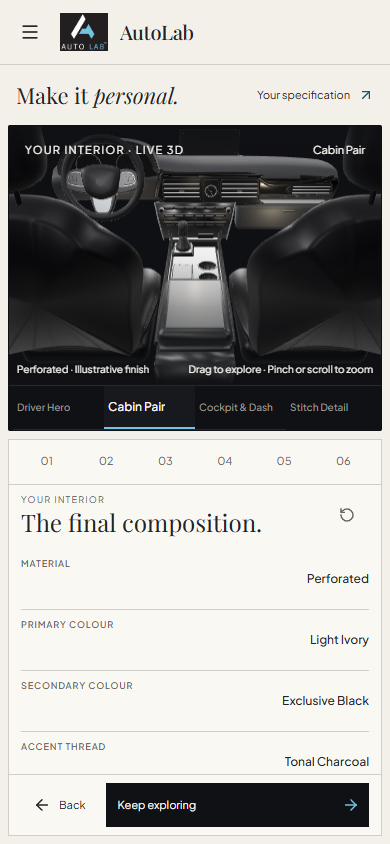 AUTO LAB
AutoLab
Make it personal.
Your specification
YOUR INTERIOR · LIVE 3D
Cabin Pair
Perforated · Illustrative finish
Drag to explore · Pinch or scroll to zoom
Driver Hero
Cabin Pair
Cockpit & Dash
Stitch Detail
01
02
03
04
05
06
YOUR INTERIOR
The final composition.
MATERIAL
Perforated
PRIMARY COLOUR
Light Ivory
SECONDARY COLOUR
Exclusive Black
ACCENT THREAD
Tonal Charcoal
Back
Keep exploring